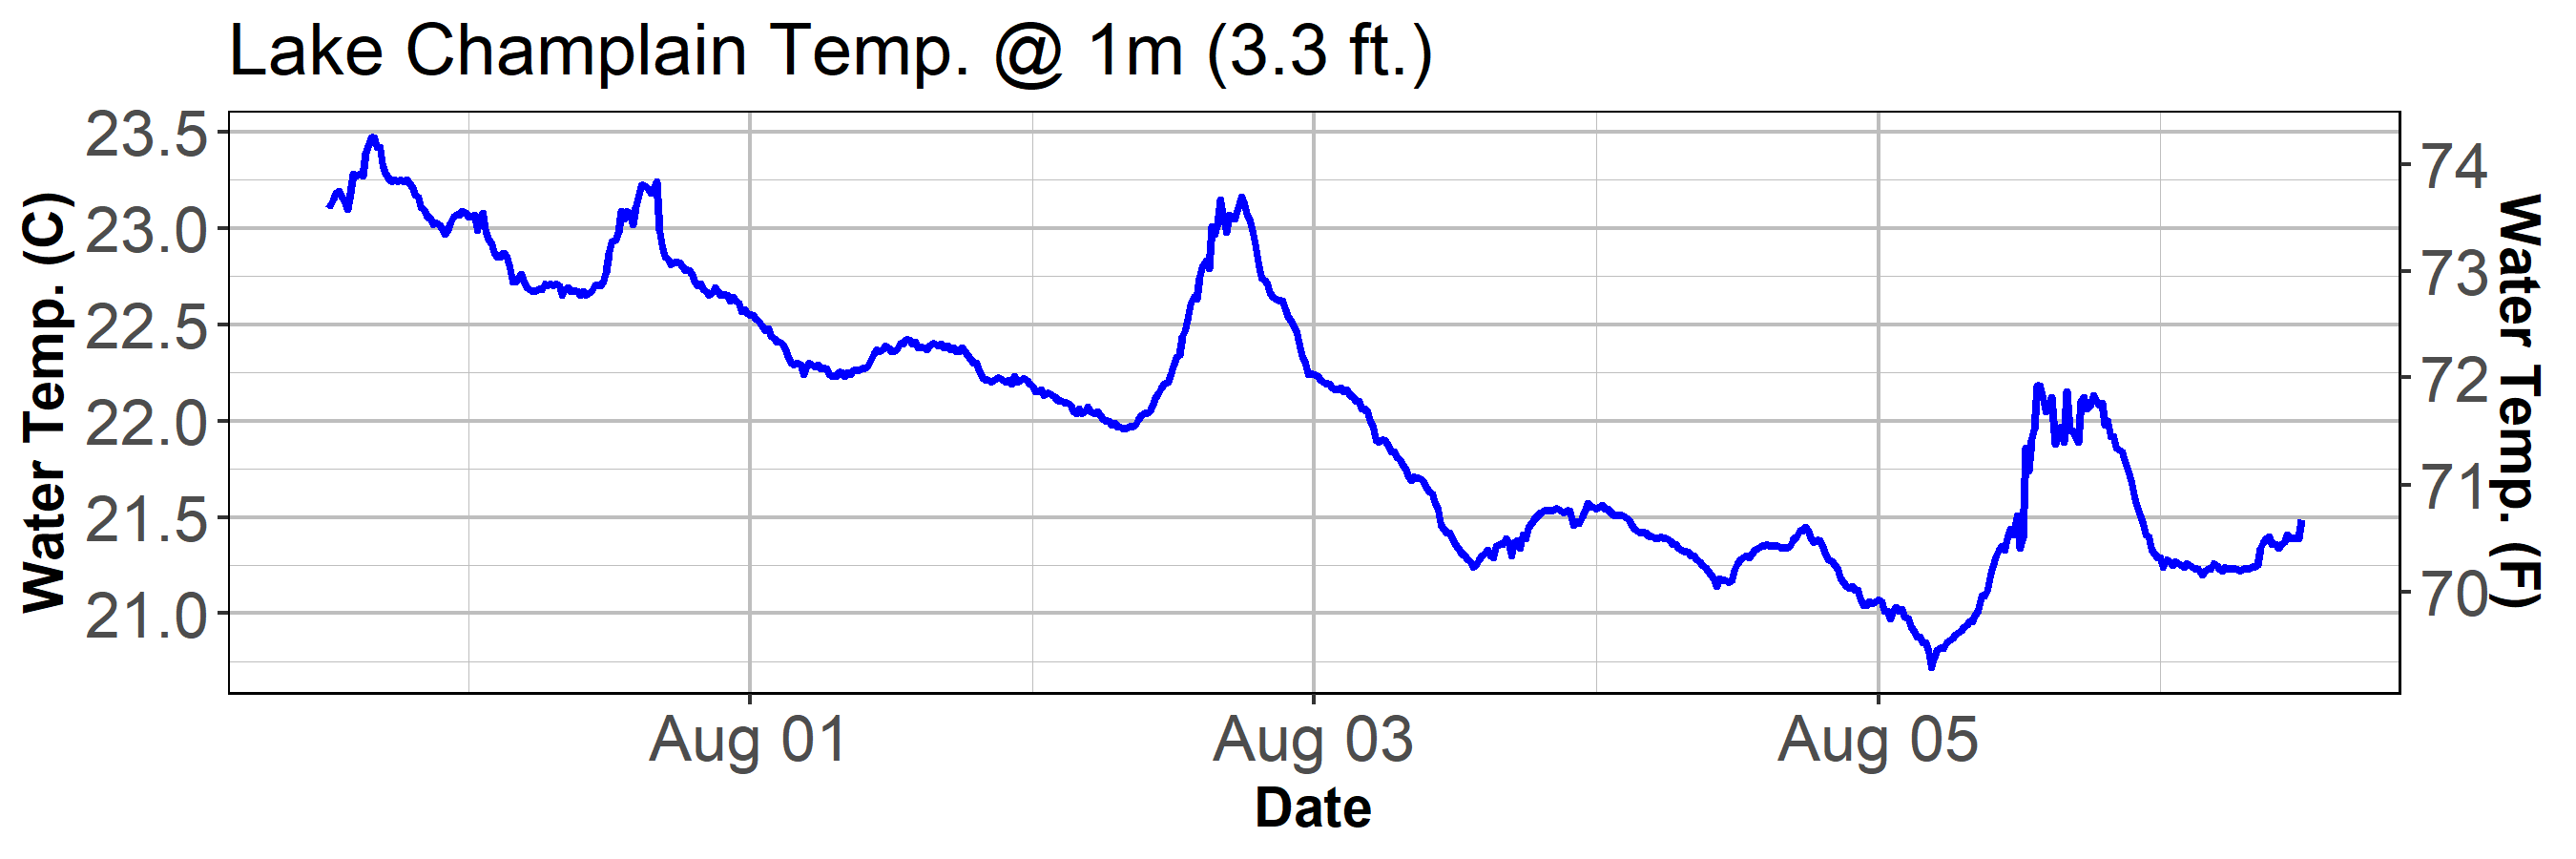 Lake Champlain Temp. @ 1m (3.3 ft.)
Water Temp. (C)
23.5
23.0
22.5
22.0
21.5
21.0
74
73
72
71
70
Water Temp. (F)
Aug 01
Aug 03
Aug 05
Date